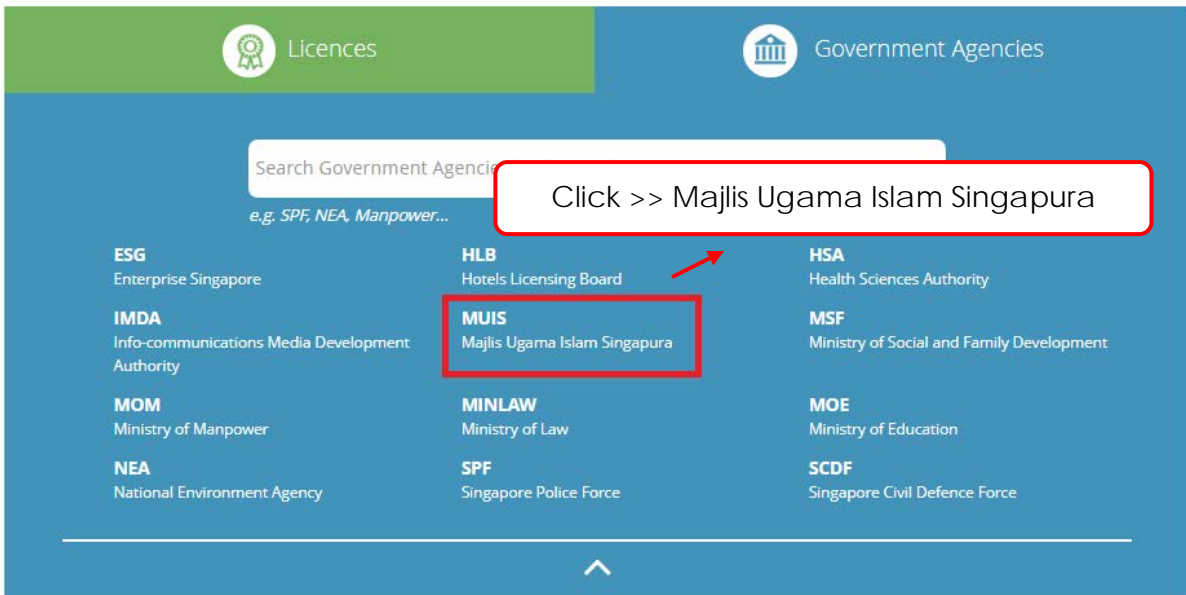 Licences
Government Agencies
Search Government
Click >> Majlis Ugama Islam Singapura
e.g. SPF, NEA, Manpower...
ESG
Enterprise Singapore
HLB
Hotels Licensing Board
HSA
Health Sciences Authority
IMDA
Info-communications Media Development
Authority
MUIS
Majlis Ugama Islam Singapura
MSF
Ministry of Social and Family Development
MOM
Ministry of Manpower
MINLAW
Ministry of Law
MOE
Ministry of Education
NEA
National Environment Agency
SPF
Singapore Police Force
SCDF
Singapore Civil Defence Force